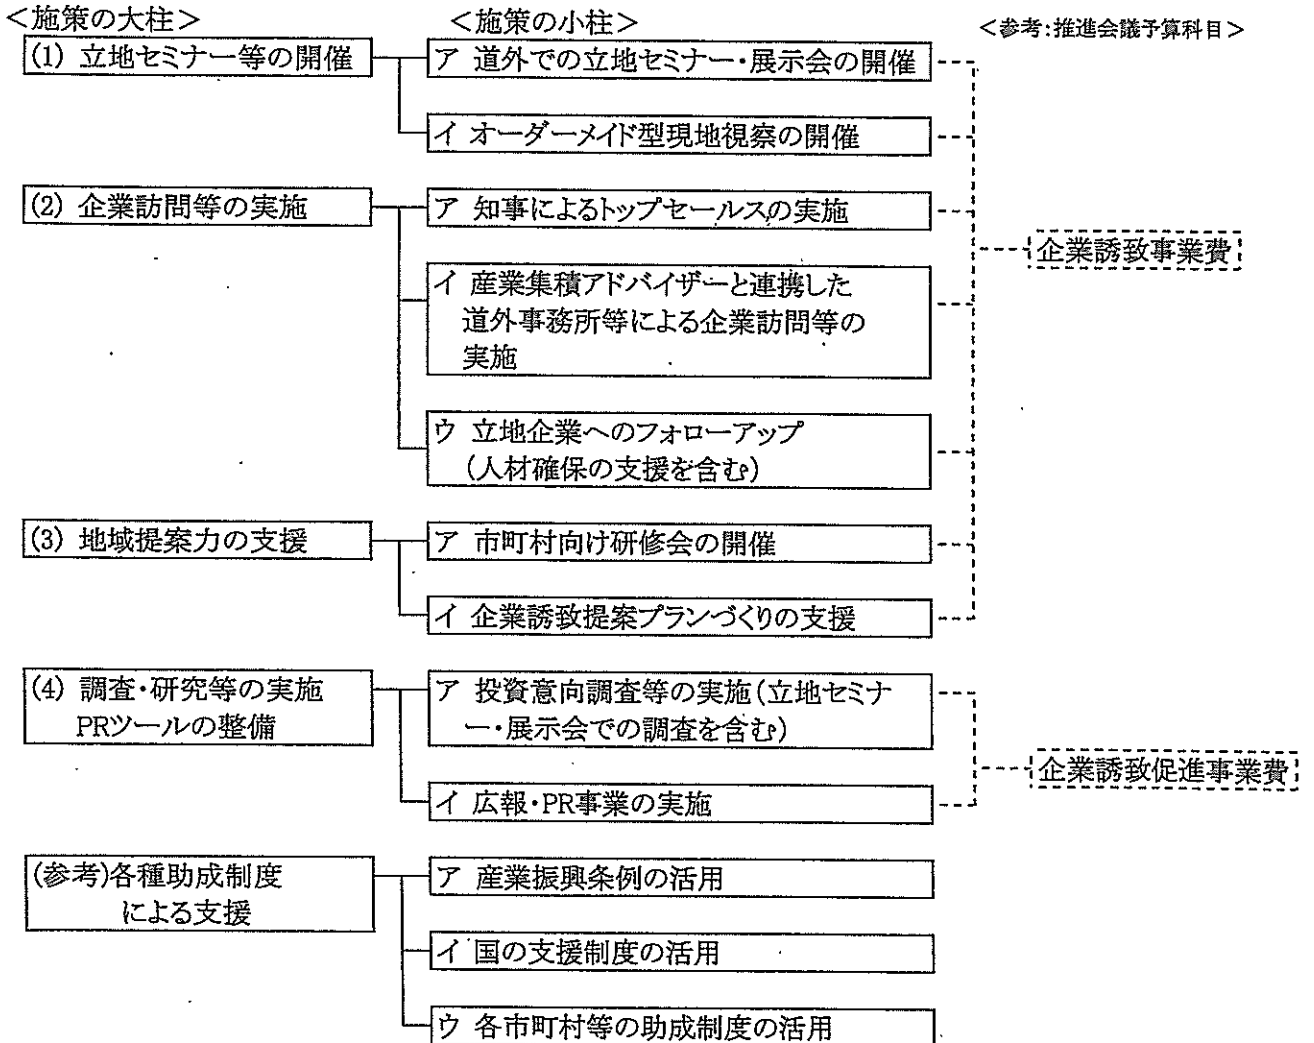 ＜施策の大柱＞
＜施策の小柱＞
＜参考:推進会議予算科目＞
(1) 立地セミナー等の開催
ア 道外での立地セミナー・展示会の開催
イ オーダーメイド型現地視察の開催
(2) 企業訪問等の実施
ア 知事によるトップセールスの実施
イ 産業集積アドバイザーと連携した
道外事務所等による企業訪問等の
実施
ウ 立地企業へのフォローアップ
(人材確保の支援を含む)
企業誘致事業費
(3) 地域提案力の支援
ア 市町村向け研修会の開催
イ 企業誘致提案プランづくりの支援
(4) 調査・研究等の実施
PRツールの整備
ア 投資意向調査等の実施(立地セミナ
ー・展示会での調査を含む)
イ 広報・PR事業の実施
企業誘致促進事業費
(参考)各種助成制度
による支援
ア 産業振興条例の活用
イ 国の支援制度の活用
ウ 各市町村等の助成制度の活用